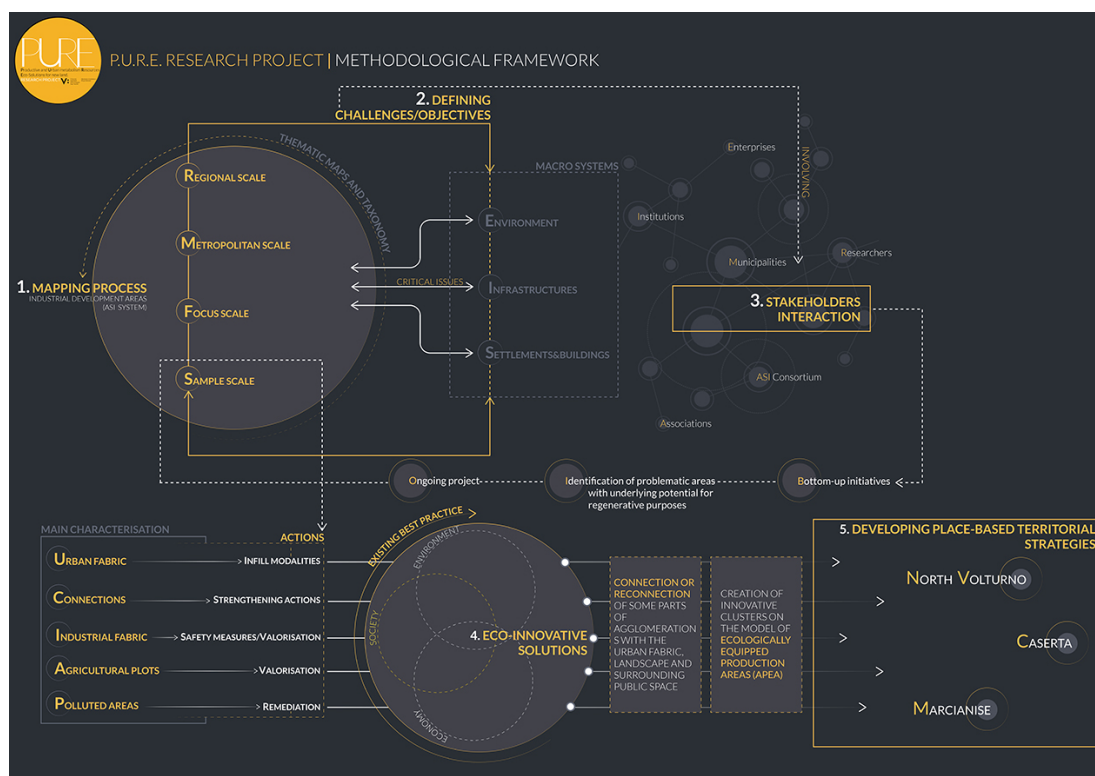 PURE
RESEARCH PROJECT
P.U.R.E. RESEARCH PROJECT | METHODOLOGICAL FRAMEWORK
2. DEFINING
CHALLENGES/OBJECTIVES
THEMATIC MAPS AND TAXONOMY
REGIONAL SCALE
METROPOLITAN SCALE
FOCUS SCALE
SAMPLE SCALE
1. MAPPING PROCESS
INDUSTRIAL DEVELOPMENT AREAS
(ASI SYSTEM)
CRITICAL ISSUES
MACRO SYSTEMS
ENVIRONMENT
INFRASTRUCTURES
SETTLEMENTS&BUILDINGS
INVOLVING
Enterprises
Institutions
Municipalities
Researchers
3. STAKEHOLDERS
INTERACTION
ASI Consortium
Associations
Ongoing project
Identification of problematic areas
with underlying potential for
regenerative purposes
Bottom-up initiatives
MAIN CHARACTERISATION
ACTIONS
URBAN FABRIC
INFILL MODALITIES
CONNECTIONS
STRENGTHENING ACTIONS
INDUSTRIAL FABRIC
SAFETY MEASURES/VALORISATION
AGRICULTURAL PLOTS
VALORISATION
POLLUTED AREAS
REMEDIATION
EXISTING BEST PRACTICE
ENVIRONMENT
SOCIETY
ECONOMY
4. ECO-INNOVATIVE
SOLUTIONS
CONNECTION OR
RECONNECTION
OF SOME PARTS
OF
AGGLOMERATION
S WITH THE
URBAN FABRIC,
LANDSCAPE AND
SURROUNDING
PUBLIC SPACE
CREATION OF
INNOVATIVE
CLUSTERS ON
THE MODEL OF
ECOLOGICALLY
EQUIPPED
PRODUCTION
AREAS (APEA)
5. DEVELOPING PLACE-BASED TERRITORIAL
STRATEGIES
NORTH VOLTURNO
CASERTA
MARCIANISE